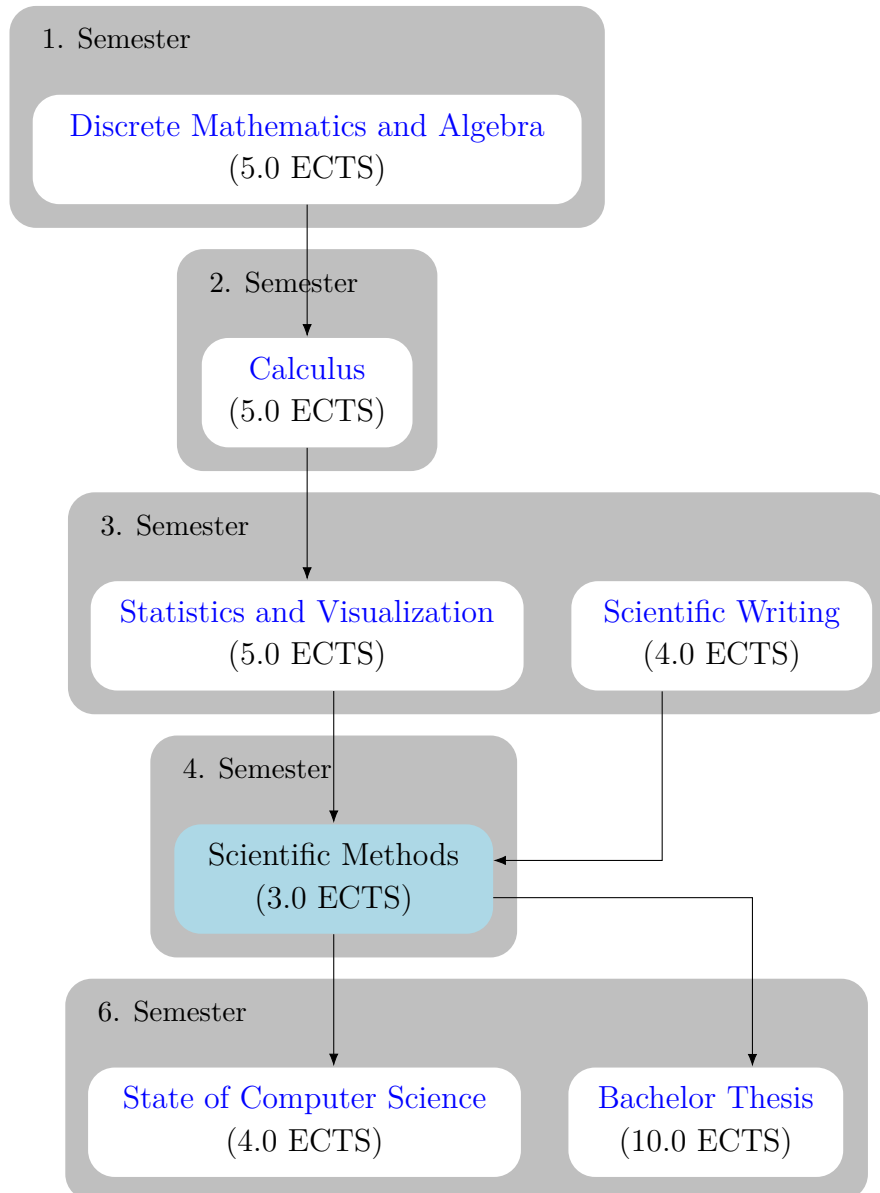 1. Semester
Discrete Mathematics and Algebra
(5.0 ECTS)
2. Semester
Calculus
(5.0 ECTS)
3. Semester
Statistics and Visualization
(5.0 ECTS)
Scientific Writing
(4.0 ECTS)
4. Semester
Scientific Methods
(3.0 ECTS)
6. Semester
State of Computer Science
(4.0 ECTS)
Bachelor Thesis
(10.0 ECTS)